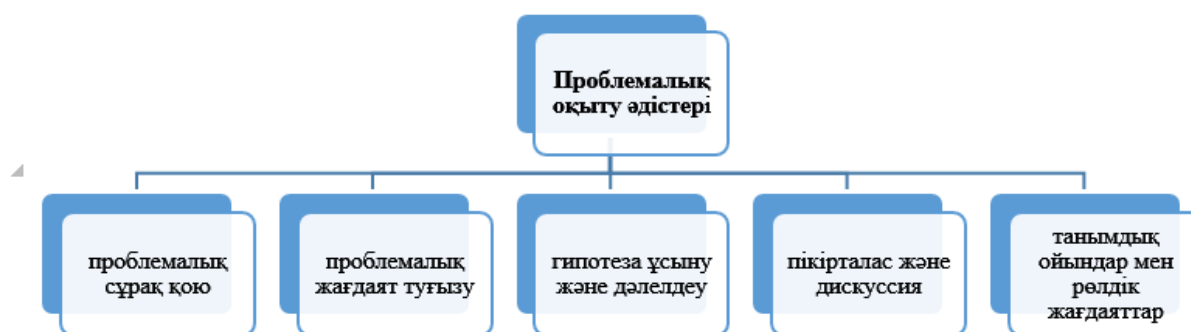 Проблемалық
оқыту әдістері
проблемалық
сұрақ қою
проблемалық
жағдаят туғызу
гипотеза ұсыну
және дәлелдеу
пікірталас және
дискуссия
танымдық
ойындар мен
рөлдік
жағдаяттар